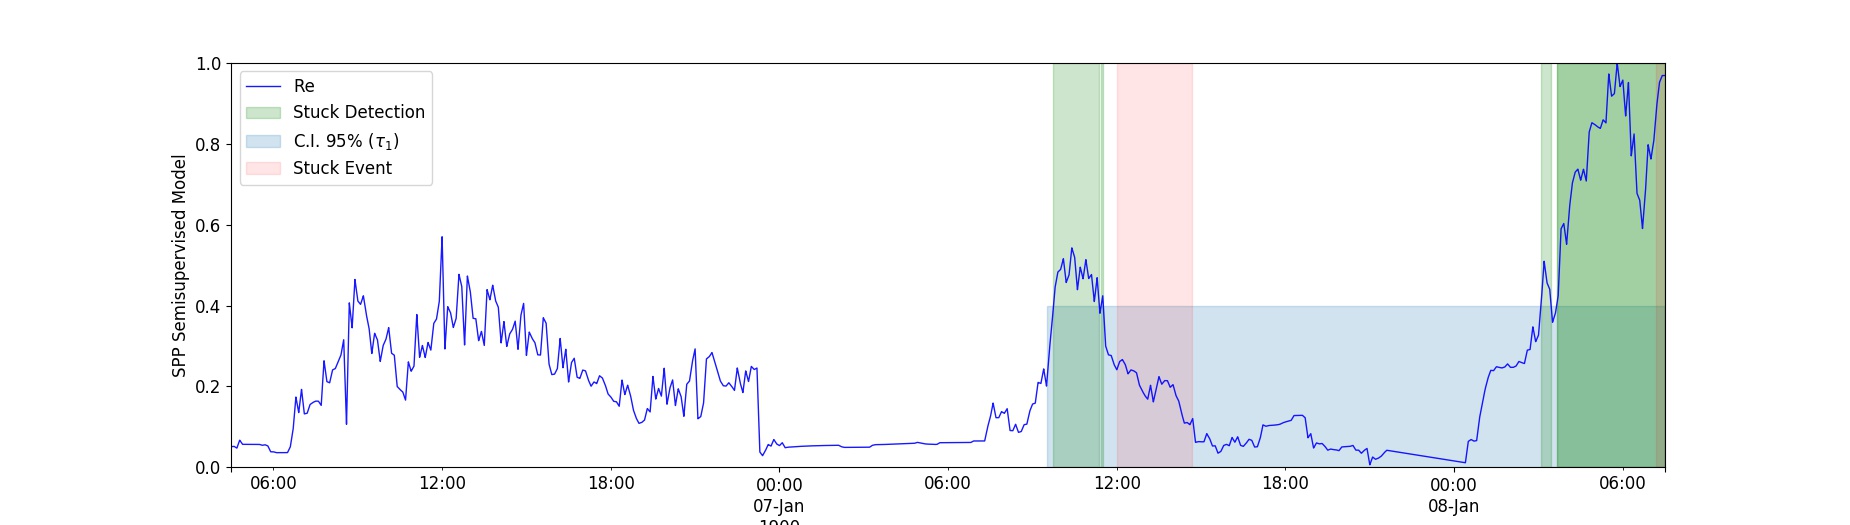 SPP Semisupervised Model
1.0
0.8
0.6
0.4
0.2
0.0
Re
Stuck Detection
C.I. 95% (τ₁)
Stuck Event
06:00 12:00 18:00 00:00 06:00 12:00 18:00 00:00 06:00
07-Jan 08-Jan
1900